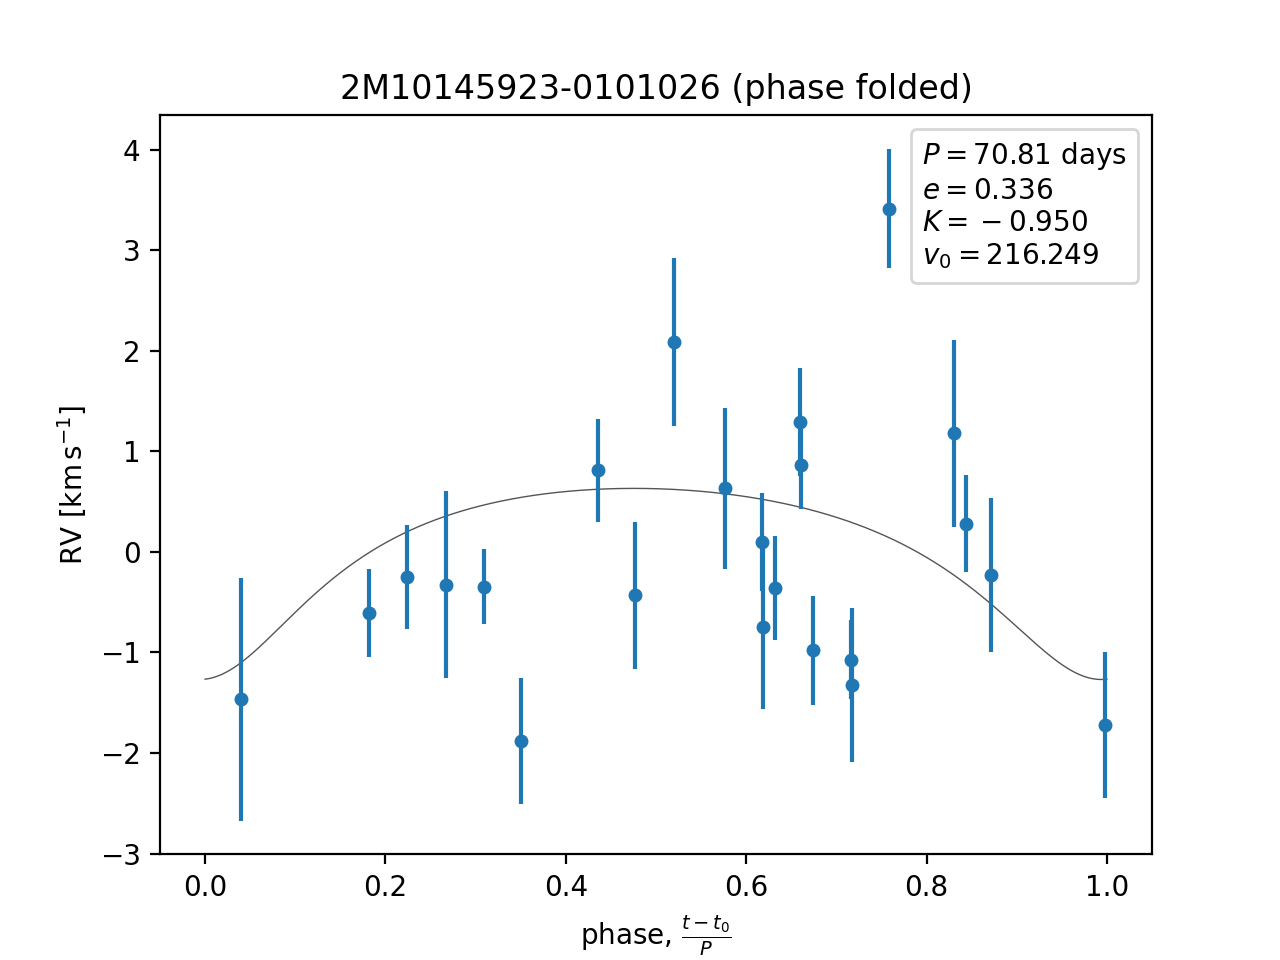 2M10145923-0101026 (phase folded)
P = 70.81 days
e = 0.336
K = −0.950
v₀ = 216.249
4
3
2
1
0
−1
−2
−3
RV [km s⁻¹]
0.0 0.2 0.4 0.6 0.8 1.0
phase, (t − t₀)/P